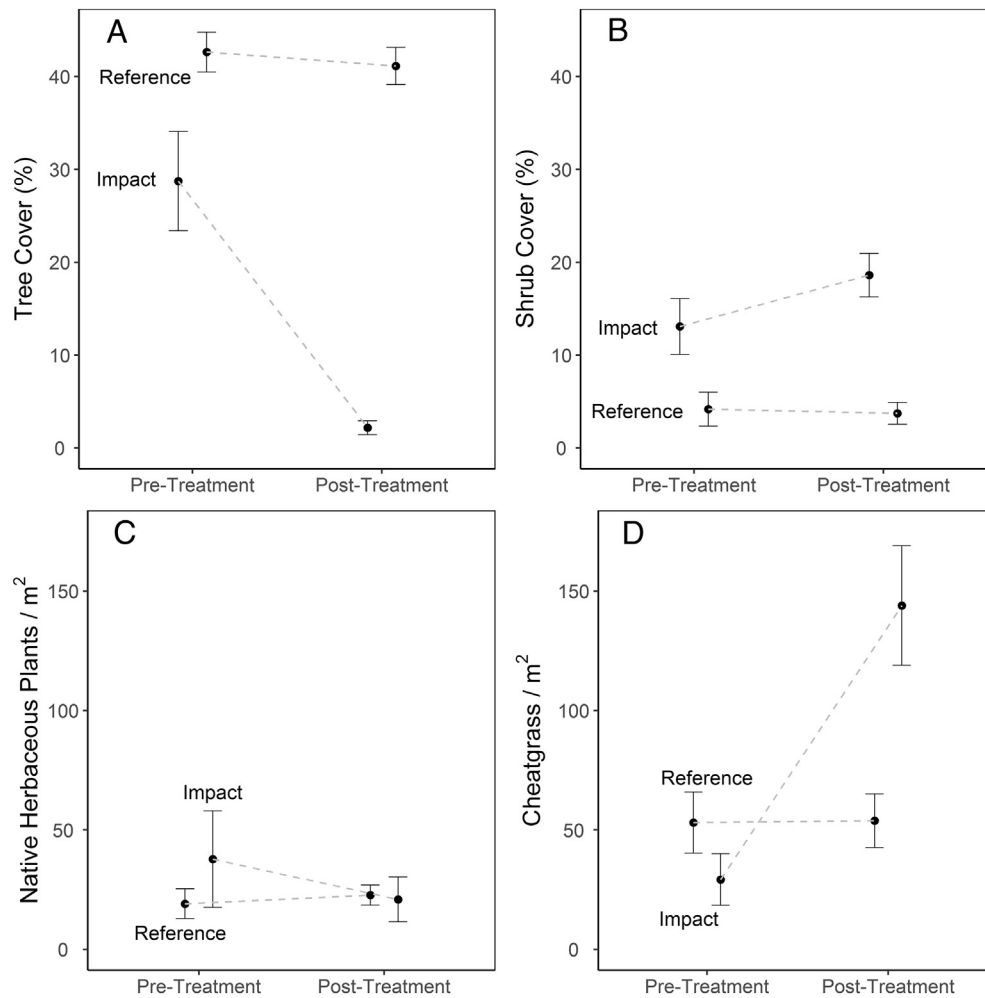 A
Tree Cover (%)
40
30
20
10
0
Reference
Impact
Pre-Treatment Post-Treatment
B
Shrub Cover (%)
40
30
20
10
0
Impact
Reference
Pre-Treatment Post-Treatment
C
Native Herbaceous Plants / m²
150
100
50
0
Impact
Reference
Pre-Treatment Post-Treatment
D
Cheatgrass / m²
150
100
50
0
Reference
Impact
Pre-Treatment Post-Treatment